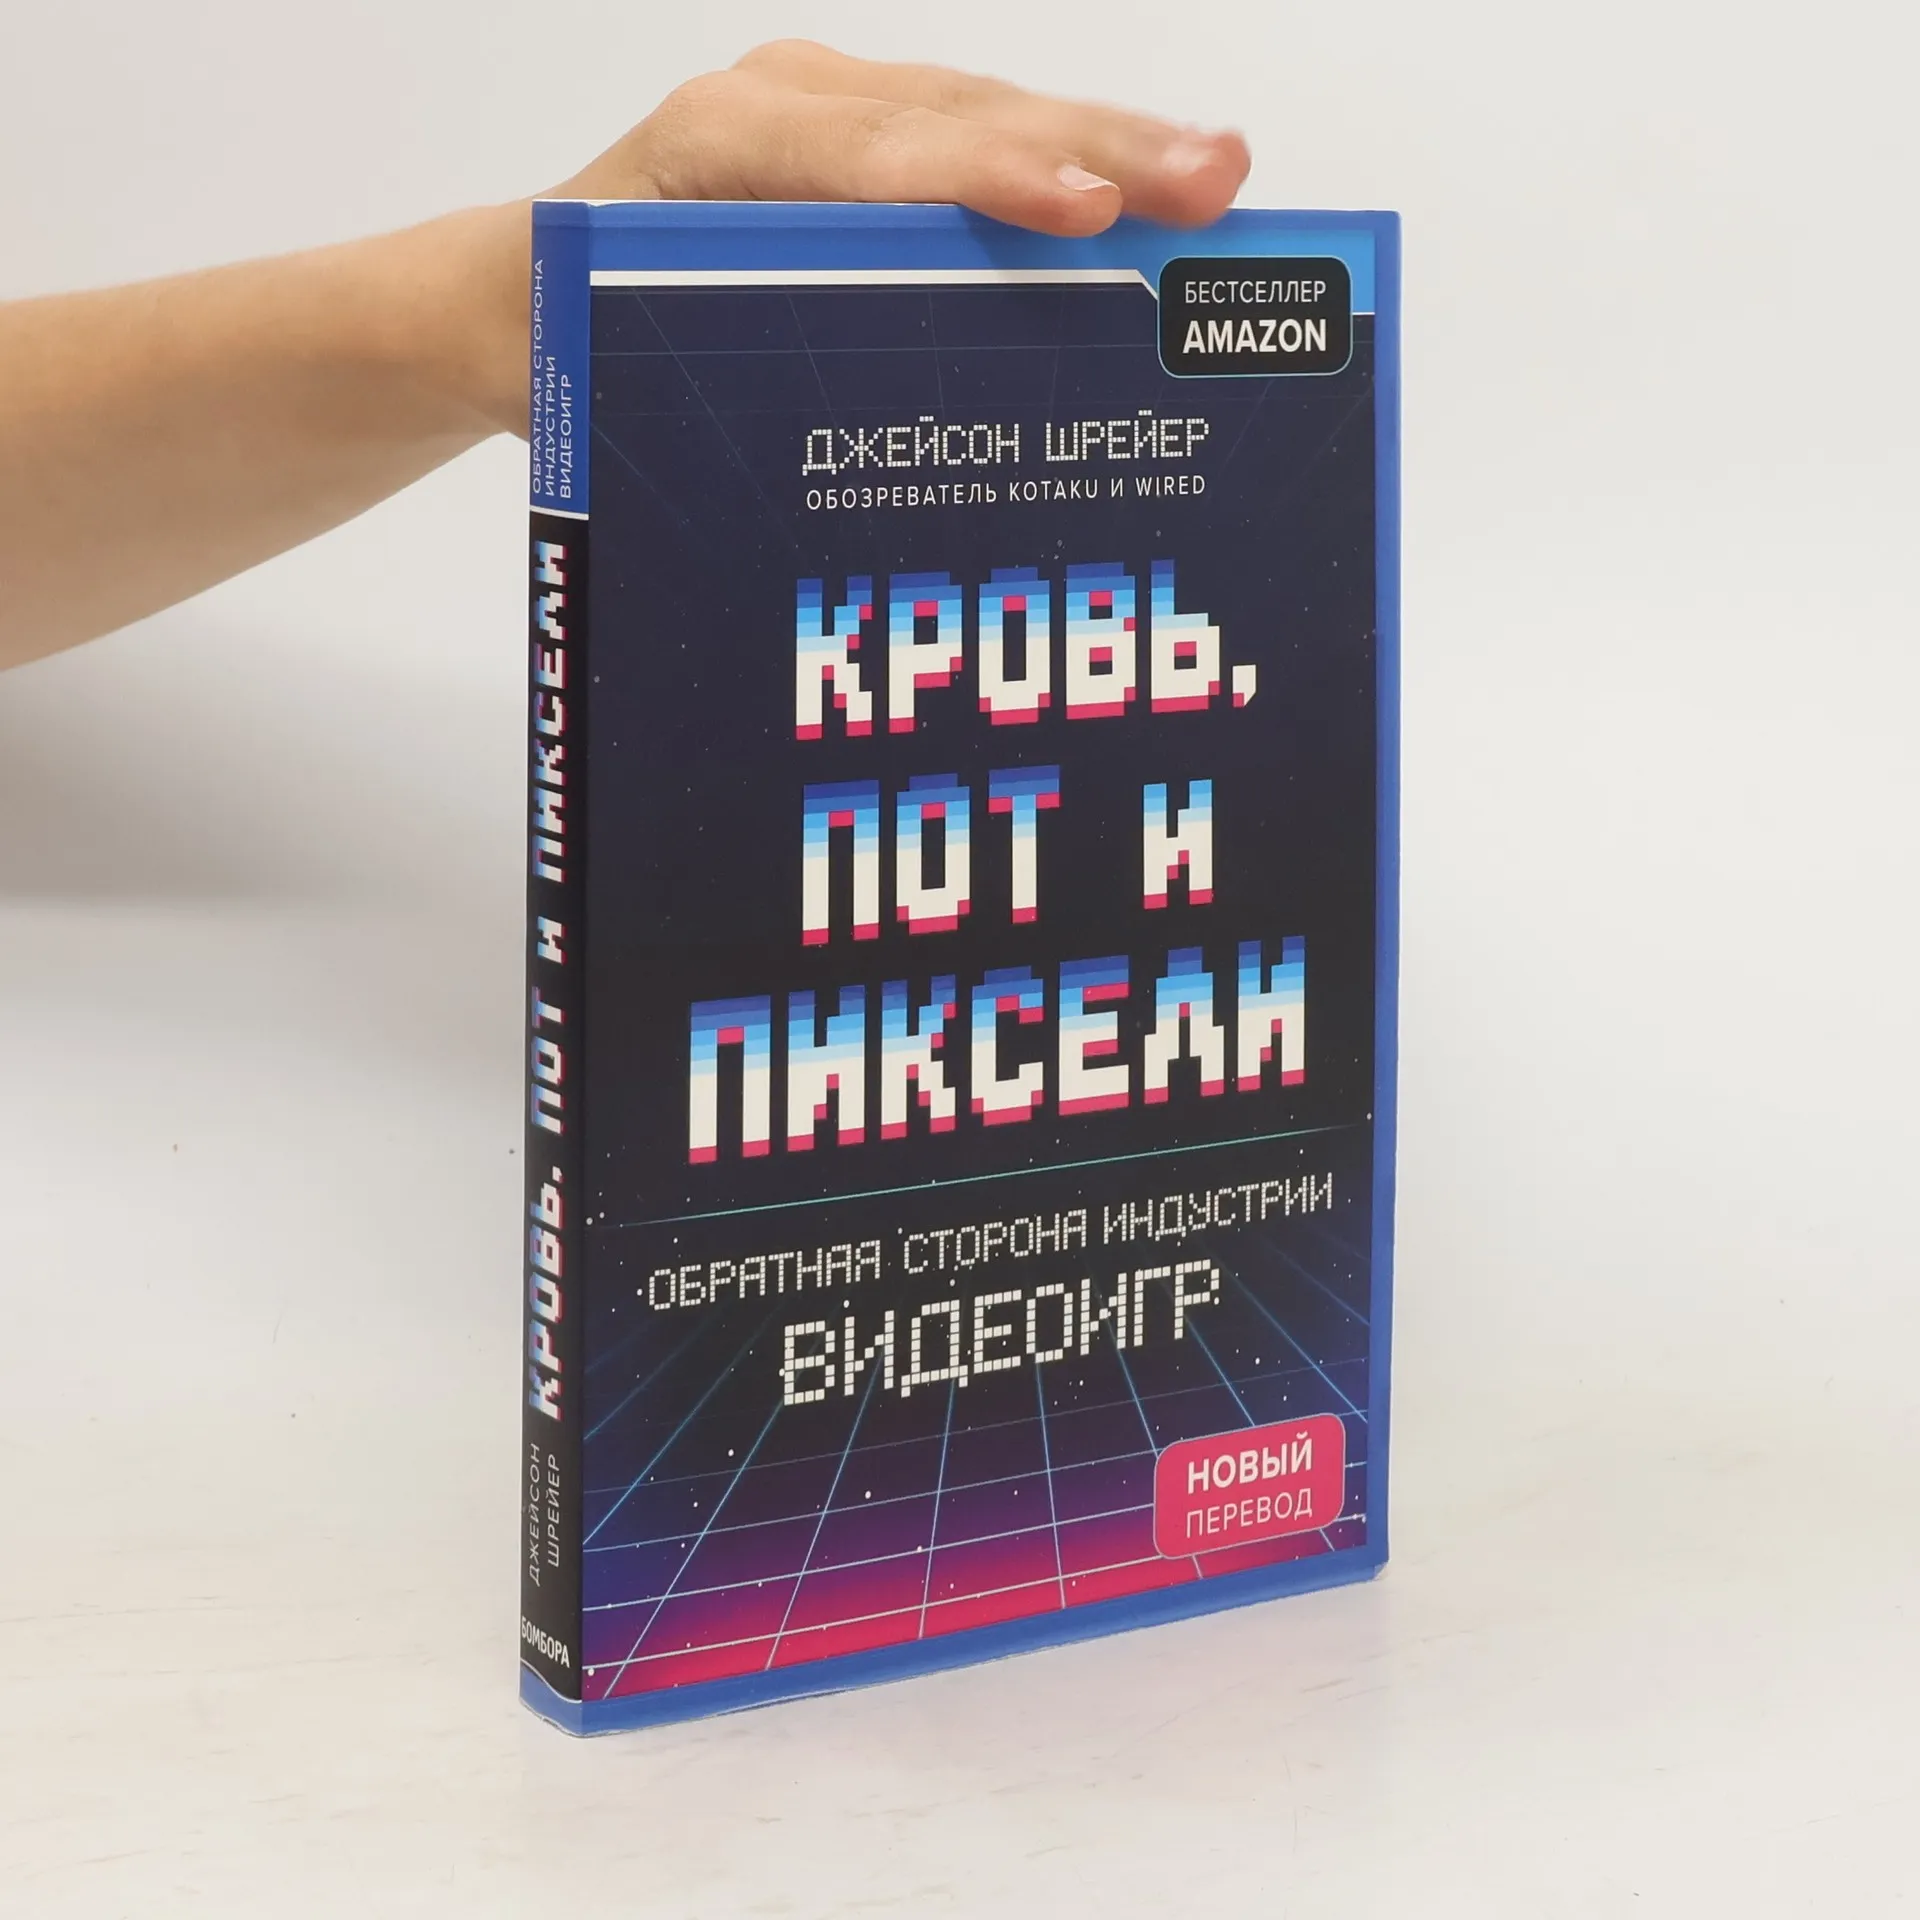 БЕСТСЕЛЛЕР
AMAZON
ДЖЕЙСОН ШРЕЙЕР
ОБОЗРЕВАТЕЛЬ KOTAKU И WIRED
КРОВЬ,
ПОТ И
ПИКСЕЛИ
ОБРАТНАЯ СТОРОНА ИНДУСТРИИ
ВИДЕОИГР
НОВЫЙ
ПЕРЕВОД
ОБРАТНАЯ СТОРОНА
ИНДУСТРИИ
ВИДЕОИГР
КРОВЬ, ПОТ И ПИКСЕЛИ
ДЖЕЙСОН
ШРЕЙЕР
БОМБОРА